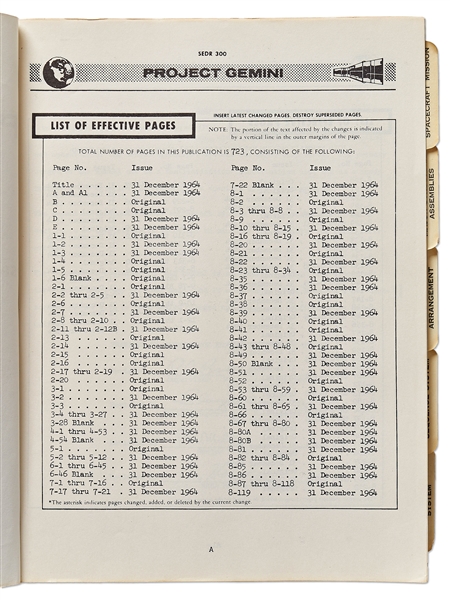 SEDR 300
PROJECT GEMINI
INSERT LATEST CHANGED PAGES. DESTROY SUPERSEDED PAGES
LIST OF EFFECTIVE PAGES
NOTE: The portion of the text affected by the changes is indicated
by a vertical line in the outer margins of the page.
TOTAL NUMBER OF PAGES IN THIS PUBLICATION IS 723, CONSISTING OF THE FOLLOWING:
Page No. Issue
Title . . . . . . 31 December 1964
A and A1 . . . . 31 December 1964
B . . . . . . . . Original
C . . . . . . . . Original
D . . . . . . . . 31 December 1964
E . . . . . . . . 31 December 1964
1-1 . . . . . . . Original
1-2 . . . . . . . 31 December 1964
1-3 . . . . . . . 31 December 1964
1-4 . . . . . . . Original
1-5 . . . . . . . Original
1-6 Blank . . . . Original
2-1 . . . . . . . Original
2-2 thru 2-5 . . . 31 December 1964
2-6 . . . . . . . Original
2-7 . . . . . . . 31 December 1964
2-8 thru 2-10 . . Original
2-11 thru 2-12B . 31 December 1964
2-13 . . . . . . Original
2-14 . . . . . . 31 December 1964
2-15 . . . . . . Original
2-16 . . . . . . Original
2-17 thru 2-19 . . 31 December 1964
2-20 . . . . . . Original
3-1 . . . . . . . Original
3-2 . . . . . . . 31 December 1964
3-3 . . . . . . . Original
3-4 thru 3-27 . . 31 December 1964
3-28 Blank . . . 31 December 1964
4-1 thru 4-53 . . 31 December 1964
4-54 Blank . . . 31 December 1964
5-1 . . . . . . . Original
5-2 thru 5-12 . . 31 December 1964
6-1 thru 6-45 . . 31 December 1964
6-46 Blank . . . 31 December 1964
7-1 thru 7-16 . . Original
7-17 thru 7-21 . 31 December 1964
Page No. Issue
7-22 Blank . . . 31 December 1964
8-1 . . . . . . . 31 December 1964
8-2 . . . . . . . Original
8-3 thru 8-8 . . 31 December 1964
8-9 . . . . . . . Original
8-10 thru 8-15 . . 31 December 1964
8-16 thru 8-19 . . Original
8-20 . . . . . . 31 December 1964
8-21 . . . . . . Original
8-22 . . . . . . 31 December 1964
8-23 thru 8-34 . . Original
8-35 . . . . . . 31 December 1964
8-36 . . . . . . 31 December 1964
8-37 . . . . . . Original
8-38 . . . . . . Original
8-39 . . . . . . 31 December 1964
8-40 . . . . . . Original
8-41 . . . . . . Original
8-42 . . . . . . 31 December 1964
8-43 thru 8-48 . . Original
8-49 . . . . . . 31 December 1964
8-50 Blank . . . 31 December 1964
8-51 . . . . . . Original
8-52 . . . . . . 31 December 1964
8-53 thru 8-59 . . 31 December 1964
8-60 . . . . . . Original
8-61 thru 8-65 . 31 December 1964
8-66 . . . . . . Original
8-67 thru 8-80 . . 31 December 1964
8-80A . . . . . . 31 December 1964
8-80B . . . . . . 31 December 1964
8-81 . . . . . . Original
8-82 thru 8-84 . . Original
8-85 . . . . . . 31 December 1964
8-86 . . . . . . 31 December 1964
8-87 thru 8-118 Original
8-119 . . . . . . 31 December 1964
*The asterisk indicates pages changed, added, or deleted by the current change.
A
SPACECRAFT MISSION
ASSEMBLIES
ARRANGEMENT
SYSTEM